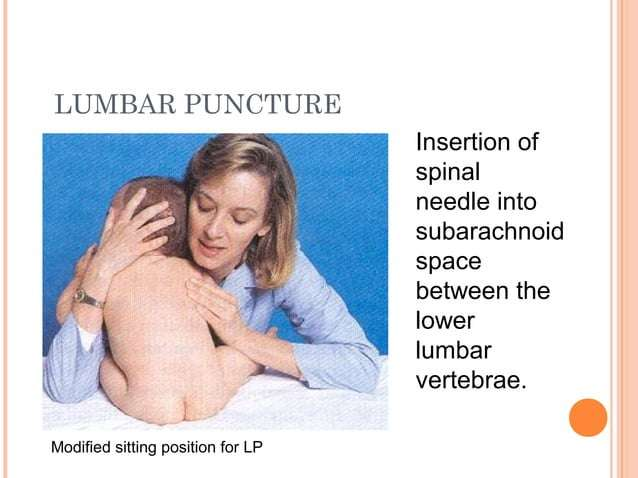 LUMBAR PUNCTURE
Insertion of
spinal
needle into
subarachnoid
space
between the
lower
lumbar
vertebrae.
Modified sitting position for LP